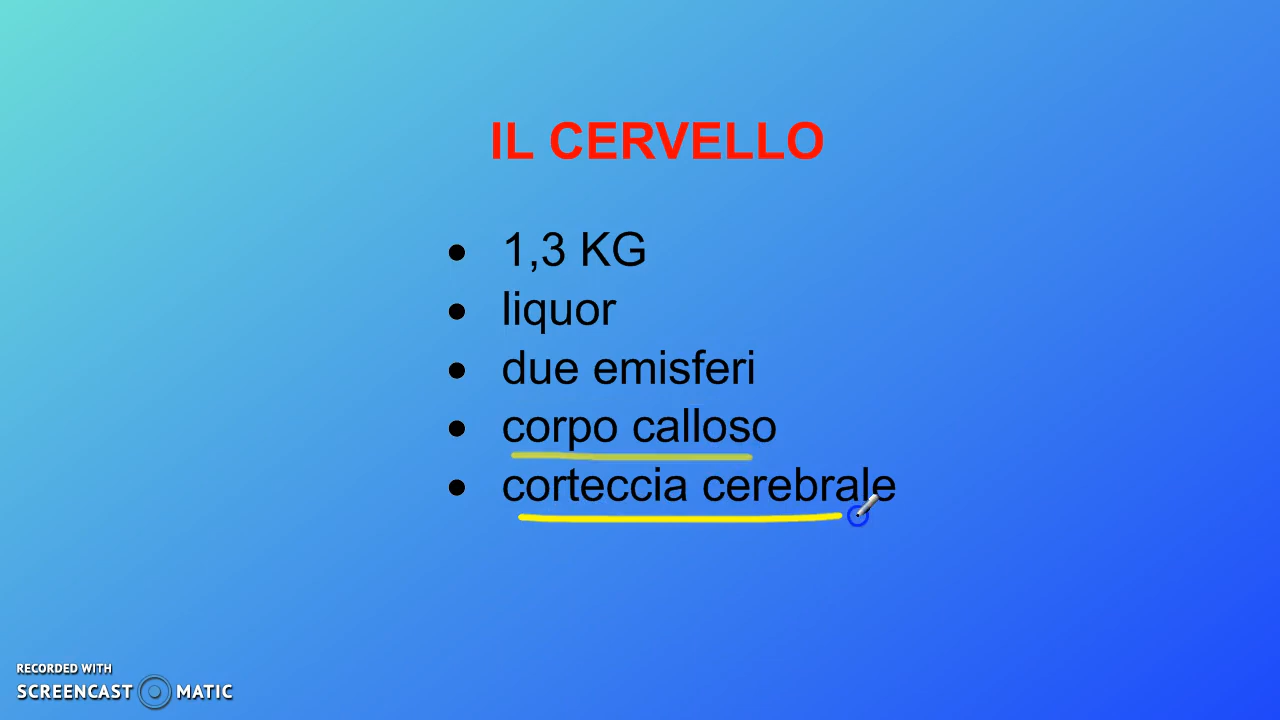 IL CERVELLO
• 1,3 KG
• liquor
• due emisferi
• corpo calloso
• corteccia cerebrale
RECORDED WITH
SCREENCAST MATIC